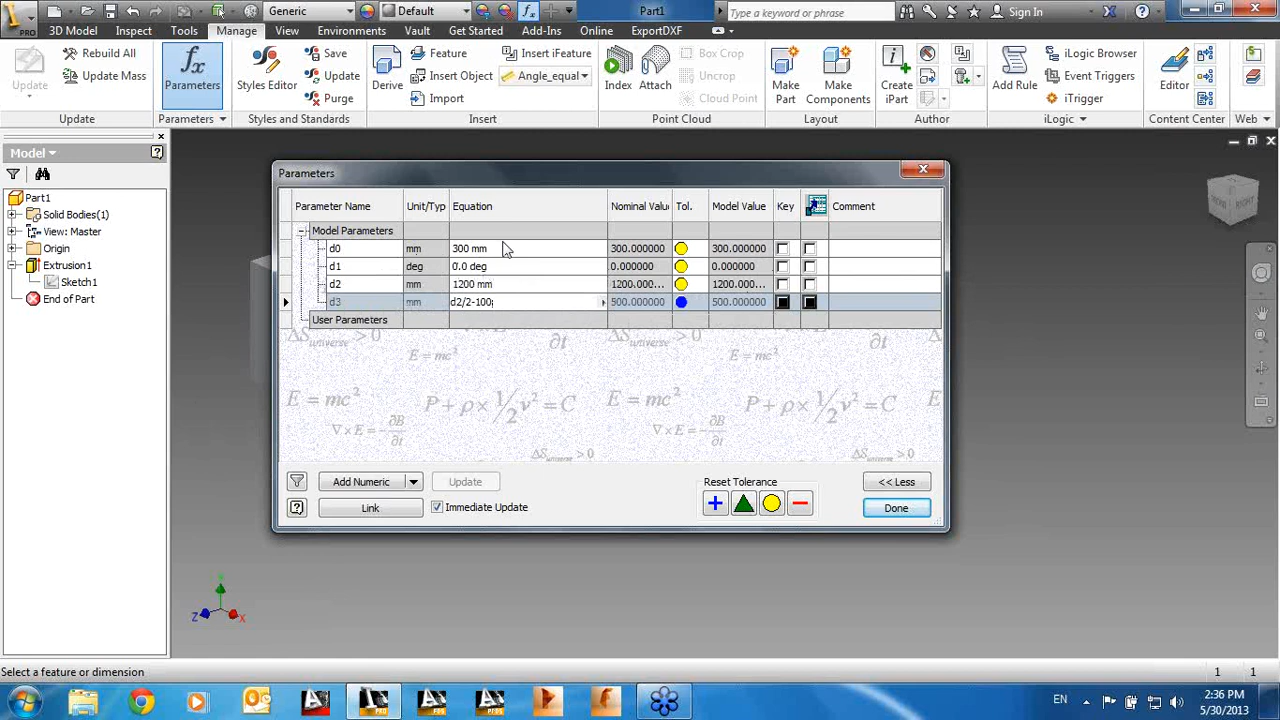 Generic
Default
fx
Part1
Type a keyword or phrase
Sign In
PRO
3D Model
Inspect
Tools
Manage
View
Environments
Vault
Get Started
Add-Ins
Online
ExportDXF
Update
Rebuild All
Update Mass
Update
fx
Parameters
Parameters
Styles Editor
Save
Update
Purge
Styles and Standards
Derive
Feature
Insert Object
Import
Insert iFeature
Angle_equal
Insert
Index
Attach
Box Crop
Uncrop
Cloud Point
Point Cloud
Make Part
Make Components
Layout
Create iPart
Author
Add Rule
iLogic Browser
Event Triggers
iTrigger
iLogic
Editor
Content Center
Web
Model
Part1
Solid Bodies(1)
View: Master
Origin
Extrusion1
Sketch1
End of Part
Parameters
Parameter Name
Unit/Typ
Equation
Nominal Valu
Tol.
Model Value
Key
Comment
Model Parameters
d0 mm 300 mm 300.000000 300.000000
d1 deg 0.0 deg 0.000000 0.000000
d2 mm 1200 mm 1200.000... 1200.000...
d3 mm d2/2-100 500.000000 500.000000
User Parameters
Add Numeric
Update
Reset Tolerance
<< Less
Link
Immediate Update
Done
Y
Z
X
Select a feature or dimension
1 1
EN
2:36 PM
5/30/2013